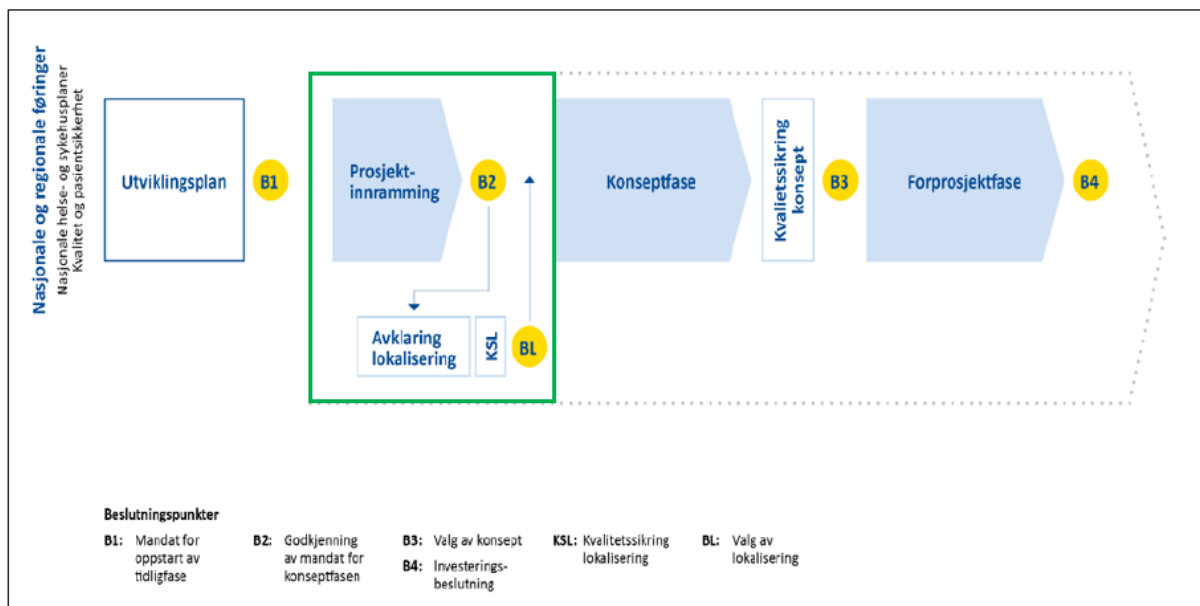 Nasjonale og regionale føringer
Nasjonale helse- og sykehusplaner
Kvalitet og pasientsikkerhet
Utviklingsplan
B1
Prosjekt-
innramming
B2
Avklaring
lokalisering
KSL
BL
Konseptfase
Kvalietssikring
konsept
B3
Forprosjektfase
B4
Beslutningspunkter
B1: Mandat for
oppstart av
tidligfase
B2: Godkjenning
av mandat for
konseptfasen
B3: Valg av konsept
B4: Investerings-
beslutning
KSL: Kvalitetssikring
lokalisering
BL: Valg av
lokalisering